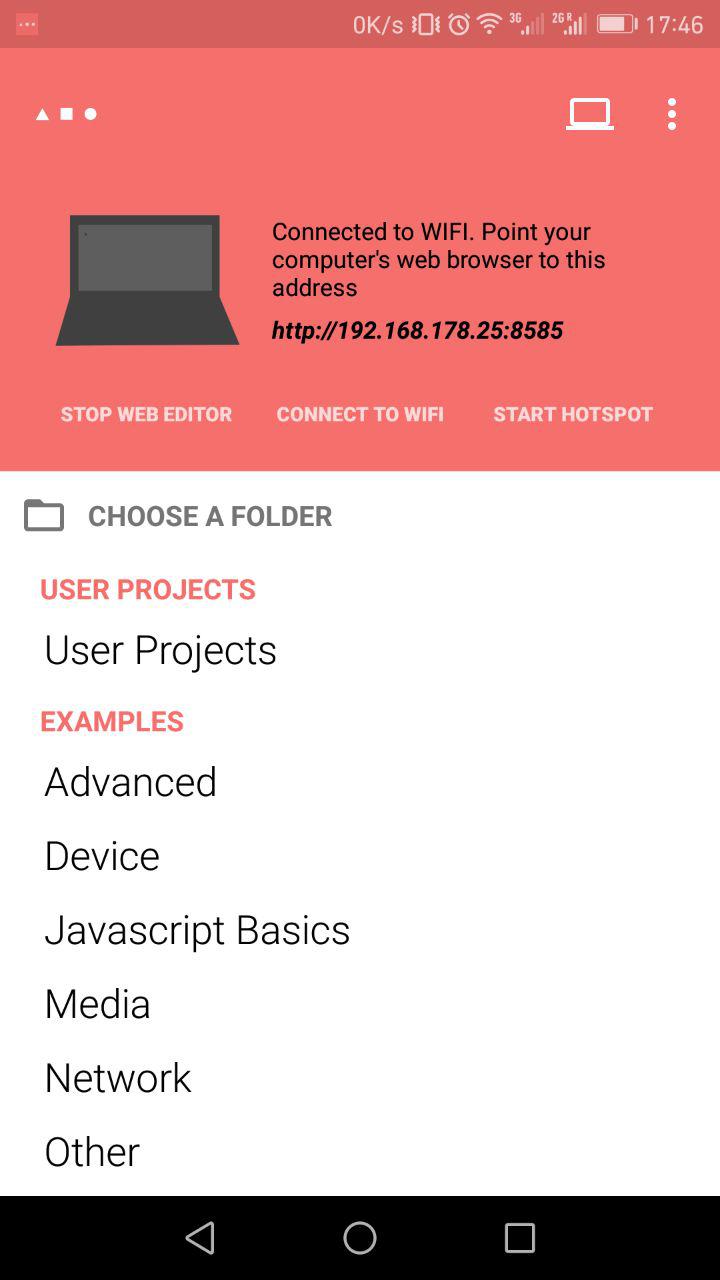 0K/s 3G 2G R 17:46
Connected to WIFI. Point your
computer's web browser to this
address
http://192.168.178.25:8585
STOP WEB EDITOR CONNECT TO WIFI START HOTSPOT
CHOOSE A FOLDER
USER PROJECTS
User Projects
EXAMPLES
Advanced
Device
Javascript Basics
Media
Network
Other